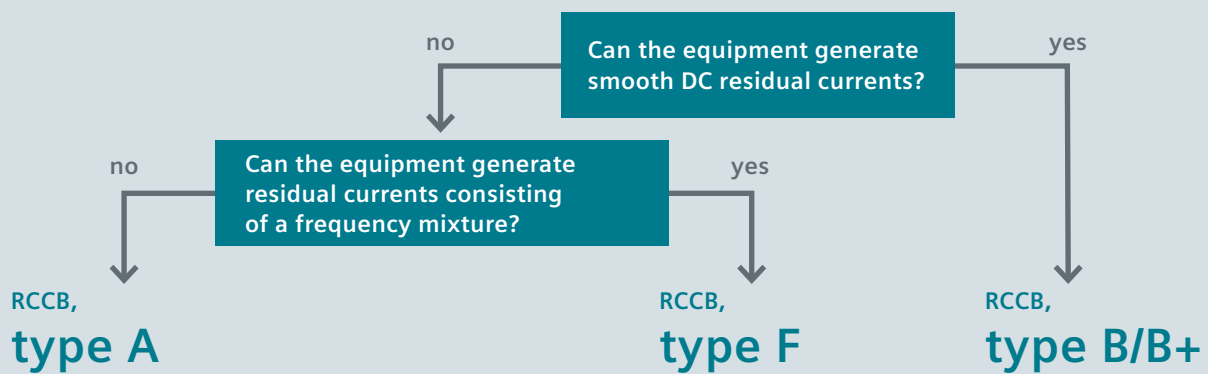 no
Can the equipment generate
smooth DC residual currents?
yes
no
Can the equipment generate
residual currents consisting
of a frequency mixture?
yes
RCCB,
type A
RCCB,
type F
RCCB,
type B/B+